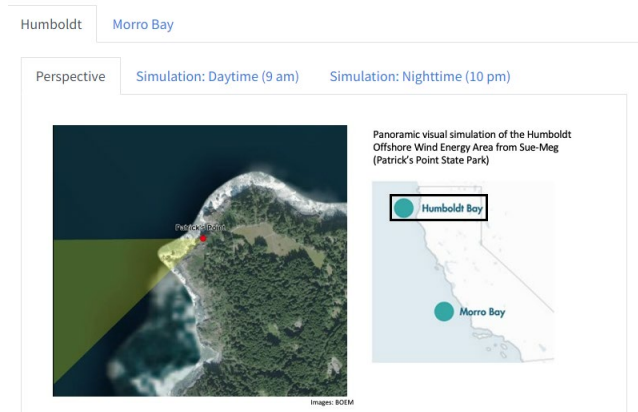 Humboldt Morro Bay
Perspective Simulation: Daytime (9 am) Simulation: Nighttime (10 pm)
Panoramic visual simulation of the Humboldt
Offshore Wind Energy Area from Sue-Meg
(Patrick's Point State Park)
Patrick's Point
Humboldt Bay
Morro Bay
Images: BOEM